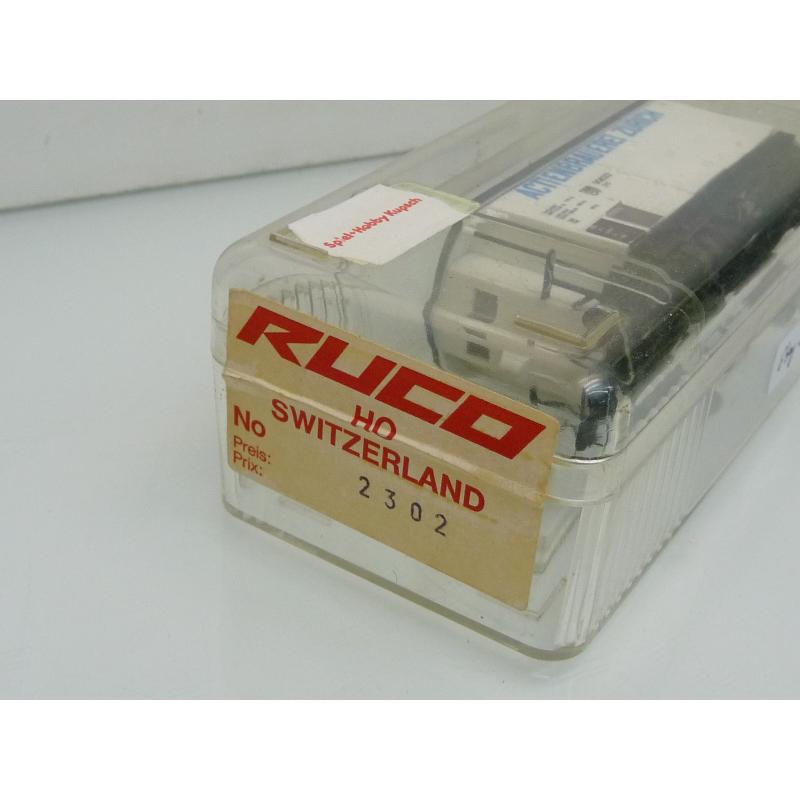 ACTIENBRAUEREI ZÜRICH
Spiel+Hobby Kupsch
RUCO
HO
SWITZERLAND
No
Preis:
Prix:
2302